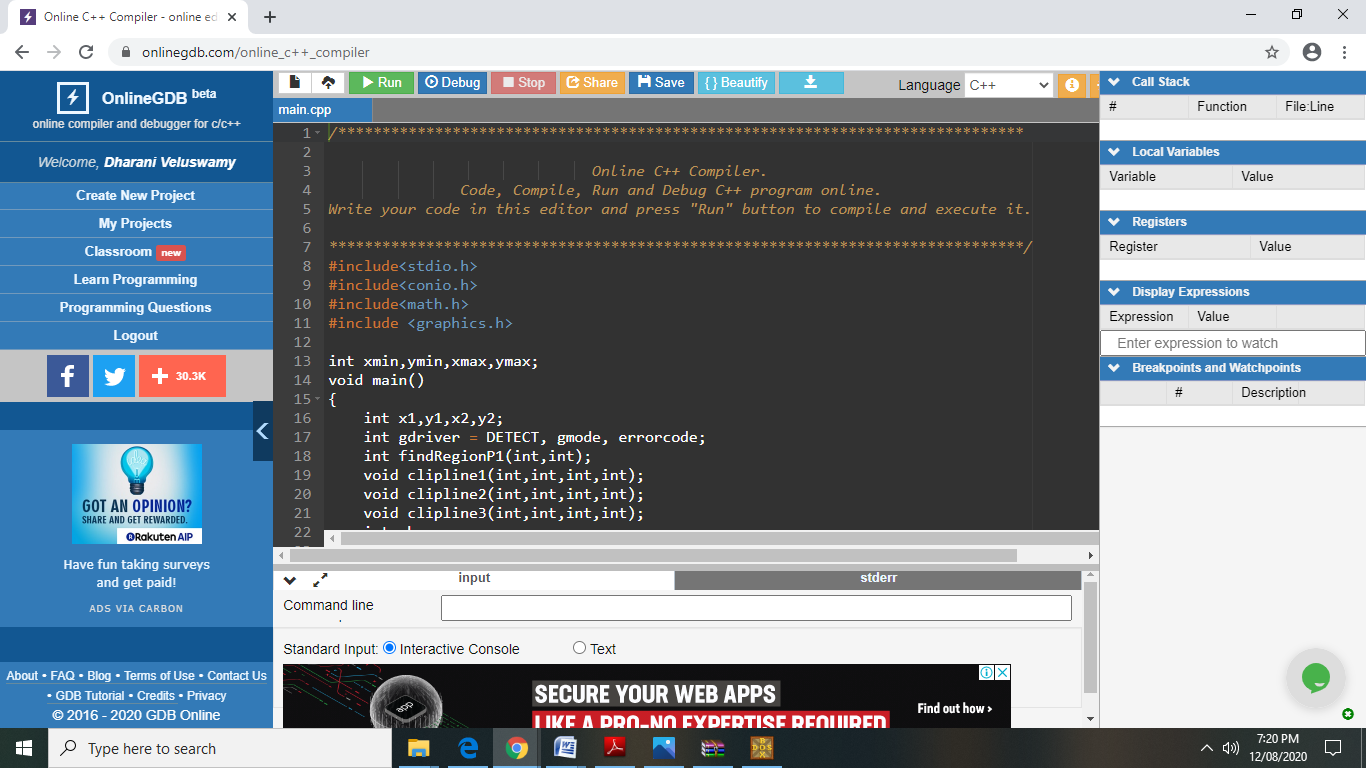 Online C++ Compiler - online ed
onlinegdb.com/online_c++_compiler
OnlineGDB beta
online compiler and debugger for c/c++
Welcome, Dharani Veluswamy
Create New Project
My Projects
Classroom new
Learn Programming
Programming Questions
Logout
f
30.3K
GOT AN OPINION?
SHARE AND GET REWARDED.
Rakuten AIP
Have fun taking surveys
and get paid!
ADS VIA CARBON
About • FAQ • Blog • Terms of Use • Contact Us
• GDB Tutorial • Credits • Privacy
© 2016 - 2020 GDB Online
Run Debug Stop Share Save { } Beautify
Language C++
main.cpp
1 /******************************************************************************
2
3 Online C++ Compiler.
4 Code, Compile, Run and Debug C++ program online.
5 Write your code in this editor and press "Run" button to compile and execute it.
6
7 *******************************************************************************/
8 #include<stdio.h>
9 #include<conio.h>
10 #include<math.h>
11 #include <graphics.h>
12
13 int xmin,ymin,xmax,ymax;
14 void main()
15 {
16 int x1,y1,x2,y2;
17 int gdriver = DETECT, gmode, errorcode;
18 int findRegionP1(int,int);
19 void clipline1(int,int,int,int);
20 void clipline2(int,int,int,int);
21 void clipline3(int,int,int,int);
22
input stderr
Command line
Standard Input: Interactive Console Text
app
SECURE YOUR WEB APPS
LIKE A PRO-NO EXPERTISE REQUIRED
Find out how >
Call Stack
# Function File:Line
Local Variables
Variable Value
Registers
Register Value
Display Expressions
Expression Value
Enter expression to watch
Breakpoints and Watchpoints
# Description
Type here to search
DOS
7:20 PM
12/08/2020